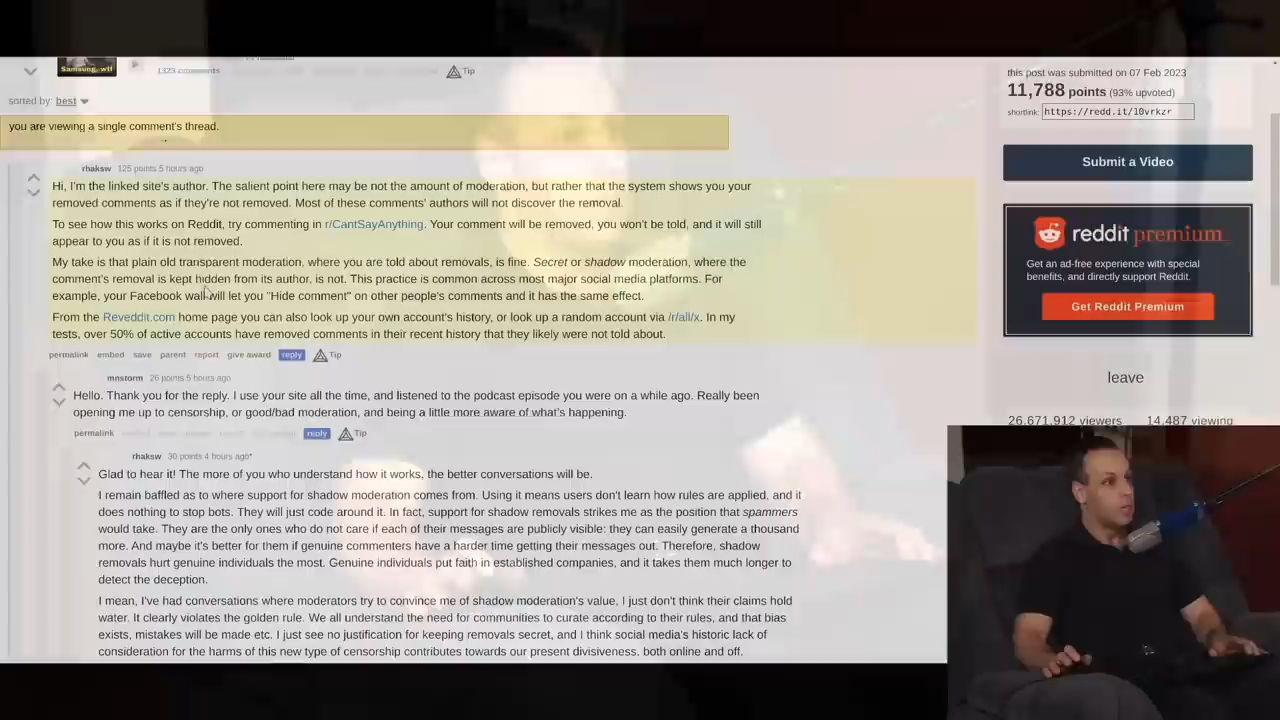 Samsung, wtf
1323 comments
Tip
sorted by: best
you are viewing a single comment's thread.
rhaksw 125 points 5 hours ago
Hi, I'm the linked site's author. The salient point here may be not the amount of moderation, but rather that the system shows you your
removed comments as if they're not removed. Most of these comments' authors will not discover the removal.
To see how this works on Reddit, try commenting in r/CantSayAnything. Your comment will be removed, you won't be told, and it will still
appear to you as if it is not removed.
My take is that plain old transparent moderation, where you are told about removals, is fine. Secret or shadow moderation, where the
comment's removal is kept hidden from its author, is not. This practice is common across most major social media platforms. For
example, your Facebook wall will let you "Hide comment" on other people's comments and it has the same effect.
From the Reveddit.com home page you can also look up your own accounts's history, or look up a random account via /r/all/x. In my
tests, over 50% of active accounts have removed comments in their recent history that they likely were not told about.
permalink embed save parent report give award reply Tip
mnstorm 26 points 5 hours ago
Hello. Thank you for the reply. I use your site all the time, and listened to the podcast episode you were on a while ago. Really been
opening me up to censorship, or good/bad moderation, and being a little more aware of what's happening.
permalink reply Tip
rhaksw 30 points 4 hours ago*
Glad to hear it! The more of you who understand how it works, the better conversations will be.
I remain baffled as to where support for shadow moderation comes from. Using it means users don't learn how rules are applied, and it
does nothing to stop bots. They will just code around it. In fact, support for shadow removals strikes me as the position that spammers
would take. They are the only ones who do not care if each of their messages are publicly visible: they can easily generate a thousand
more. And maybe it's better for them if genuine commenters have a harder time getting their messages out. Therefore, shadow
removals hurt genuine individuals the most. Genuine individuals put faith in established companies, and it takes them much longer to
detect the deception.
I mean, I've had conversations where moderators try to convince me of shadow moderation's value, I just don't think their claims hold
water. It clearly violates the golden rule. We all understand the need for communities to curate according to their rules, and that bias
exists, mistakes will be made etc. I just see no justification for keeping removals secret, and I think social media's historic lack of
consideration for the harms of this new type of censorship contributes towards our present divisiveness, both online and off.
this post was submitted on 07 Feb 2023
11,788 points (93% upvoted)
shortlink: https://redd.it/10vrkzr
Submit a Video
reddit premium
Get an ad-free experience with special
benefits, and directly support Reddit.
Get Reddit Premium
leave
26,671,912 viewers 14,487 viewing